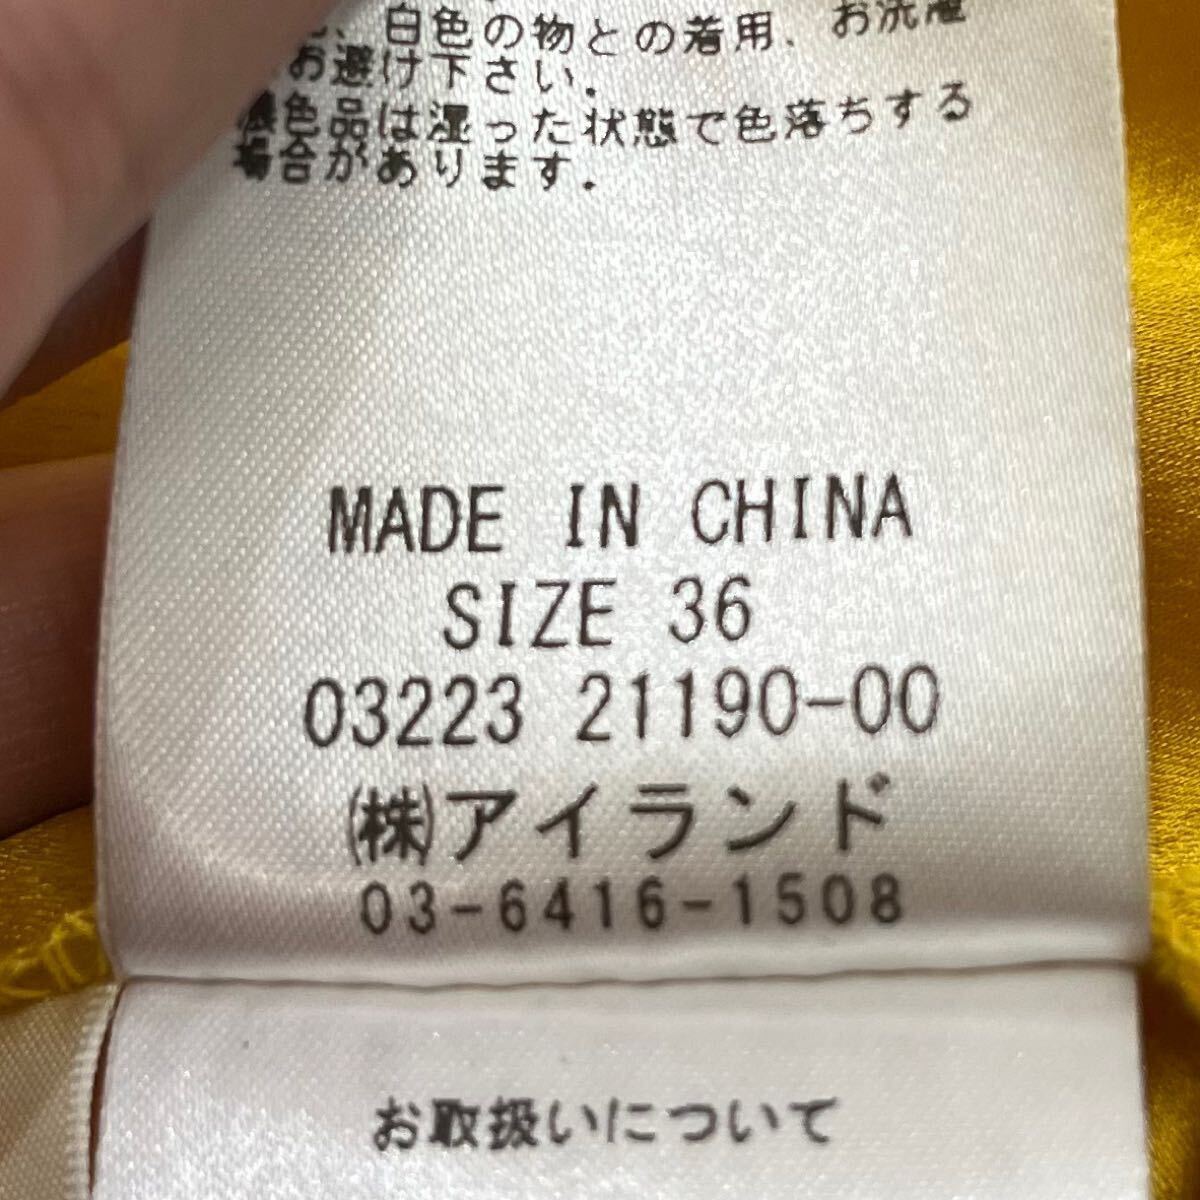 白色の物との着用、お洗濯
お避け下さい.
濃色品は湿った状態で色落ちする
場合があります.
MADE IN CHINA
SIZE 36
03223 21190-00
(株)アイランド
03-6416-1508
お取扱いについて